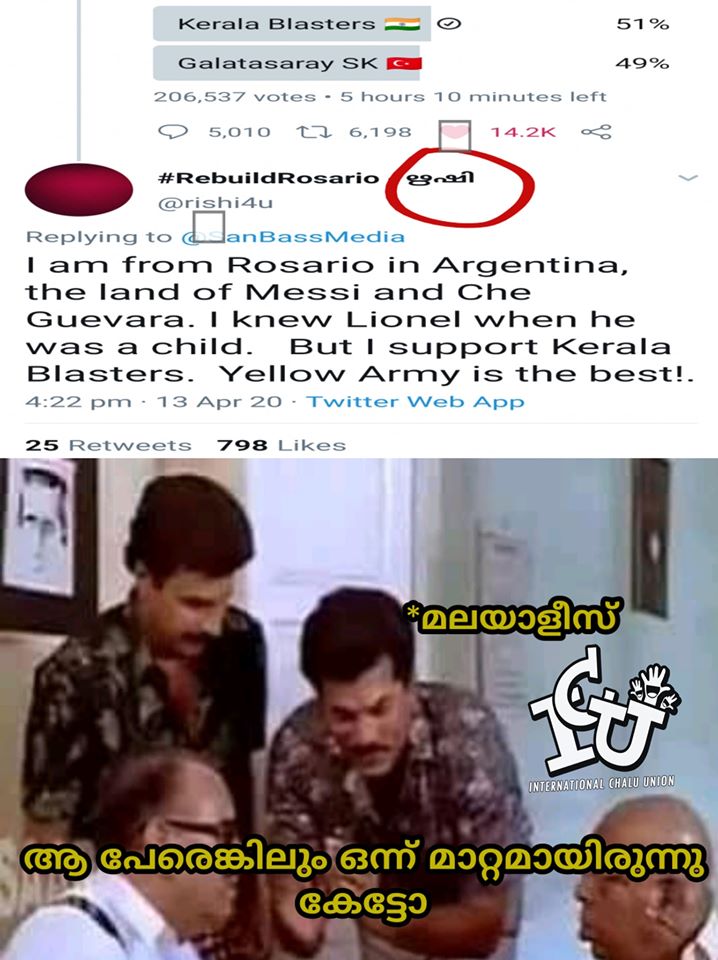 Kerala Blasters 🇮🇳 51%
Galatasaray SK 🇹🇷 49%
206,537 votes • 5 hours 10 minutes left
5,010 6,198 14.2K
#RebuildRosario ഋഷി
@rishi4u
Replying to @SanBassMedia
I am from Rosario in Argentina,
the land of Messi and Che
Guevara. I knew Lionel when he
was a child. But I support Kerala
Blasters. Yellow Army is the best!.
4:22 pm · 13 Apr 20 · Twitter Web App
25 Retweets 798 Likes
*മലയാളീസ്
ICU
INTERNATIONAL CHALU UNION
ആ പേരെങ്കിലും ഒന്ന് മാറ്റമായിരുന്നു
കേട്ടോ